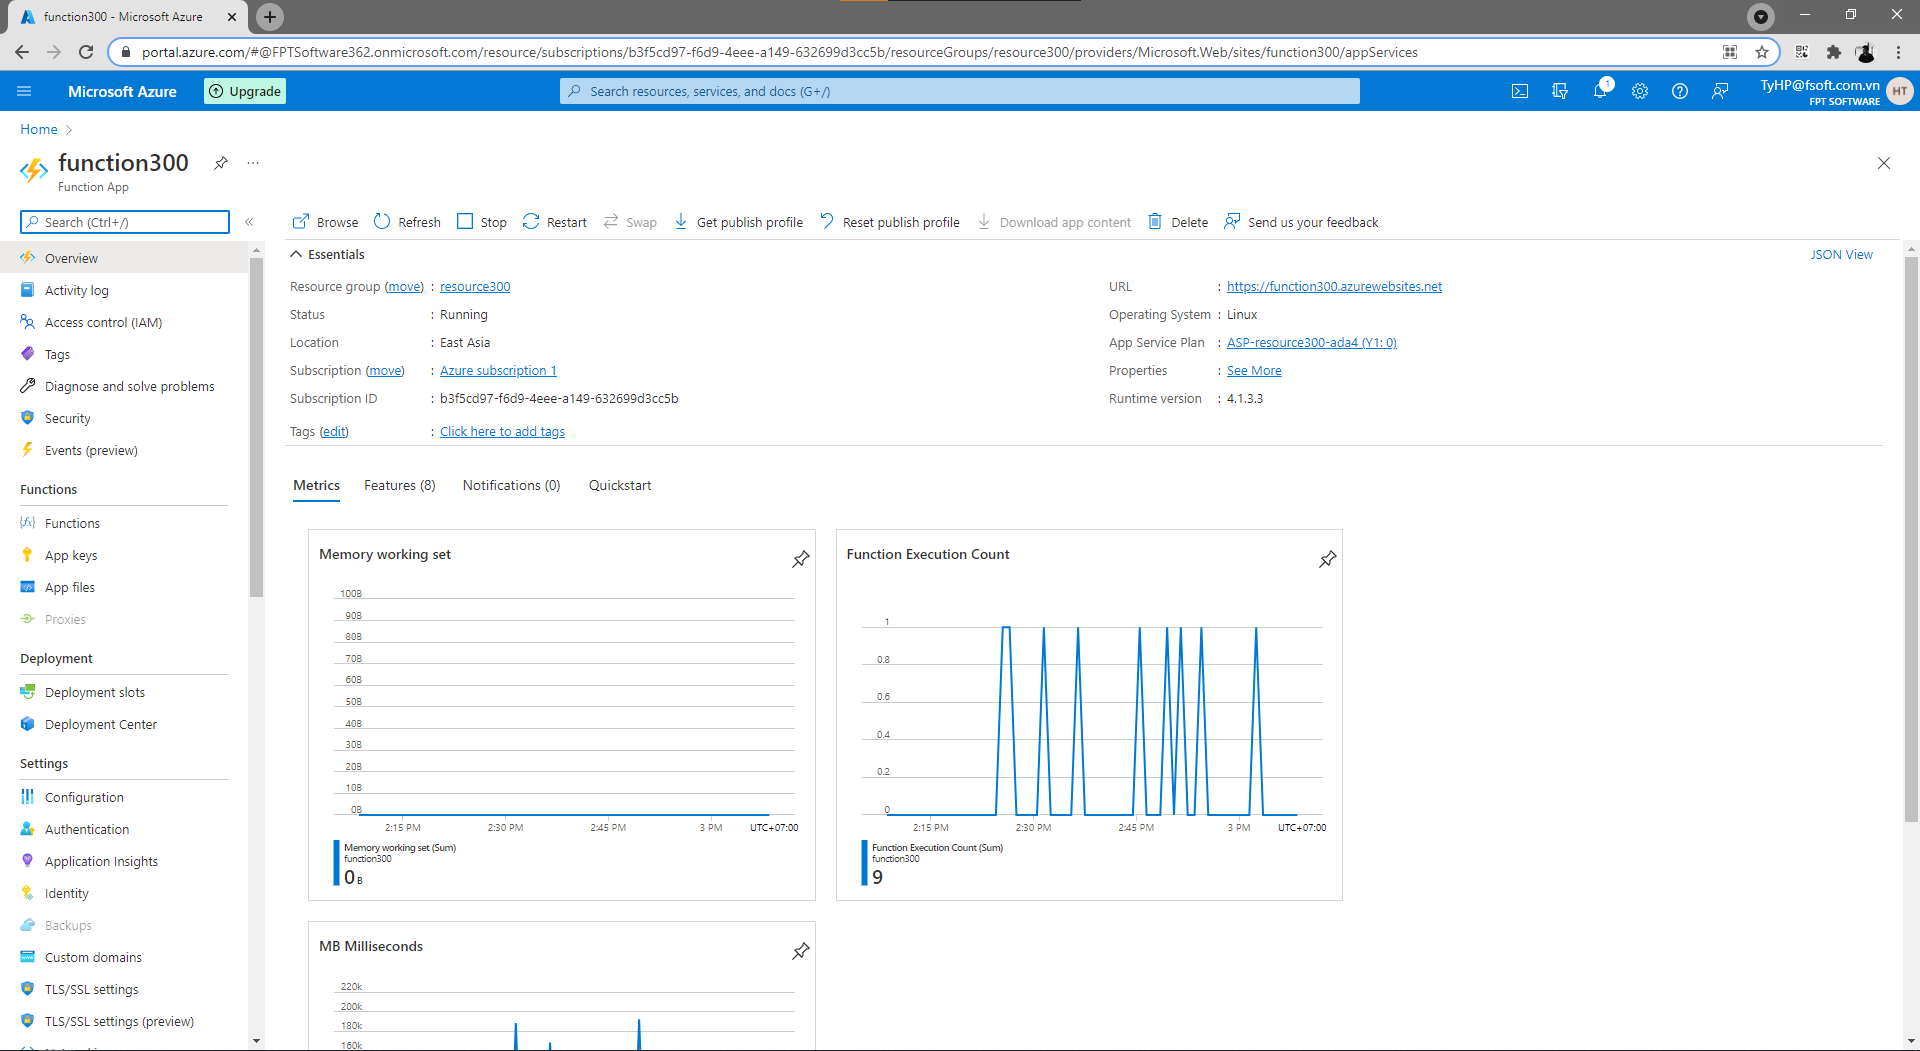 function300 - Microsoft Azure
portal.azure.com/#@FPTSoftware362.onmicrosoft.com/resource/subscriptions/b3f5cd97-f6d9-4eee-a149-632699d3cc5b/resourceGroups/resource300/providers/Microsoft.Web/sites/function300/appServices
Microsoft Azure
Upgrade
Search resources, services, and docs (G+/)
1
TyHP@fsoft.com.vn
FPT SOFTWARE
HT
Home
function300
Function App
Search (Ctrl+/)
Browse Refresh Stop Restart Swap Get publish profile Reset publish profile Download app content Delete Send us your feedback
Overview
Activity log
Access control (IAM)
Tags
Diagnose and solve problems
Security
Events (preview)
Functions
Functions
App keys
App files
Proxies
Deployment
Deployment slots
Deployment Center
Settings
Configuration
Authentication
Application Insights
Identity
Backups
Custom domains
TLS/SSL settings
TLS/SSL settings (preview)
Essentials
JSON View
Resource group (move) : resource300
Status : Running
Location : East Asia
Subscription (move) : Azure subscription 1
Subscription ID : b3f5cd97-f6d9-4eee-a149-632699d3cc5b
Tags (edit) : Click here to add tags
URL : https://function300.azurewebsites.net
Operating System : Linux
App Service Plan : ASP-resource300-ada4 (Y1: 0)
Properties : See More
Runtime version : 4.1.3.3
Metrics Features (8) Notifications (0) Quickstart
Memory working set
100B
90B
80B
70B
60B
50B
40B
30B
20B
10B
0B
2:15 PM 2:30 PM 2:45 PM 3 PM UTC+07:00
Memory working set (Sum)
function300
0 B
Function Execution Count
1
0.8
0.6
0.4
0.2
0
2:15 PM 2:30 PM 2:45 PM 3 PM UTC+07:00
Function Execution Count (Sum)
function300
9
MB Milliseconds
220k
200k
180k
160k